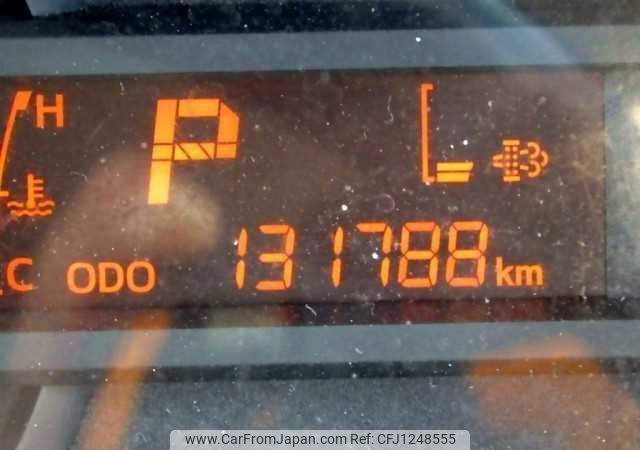 H
P
C ODO 131788 km
www.CarFromJapan.com | Ref: CFJ1248555